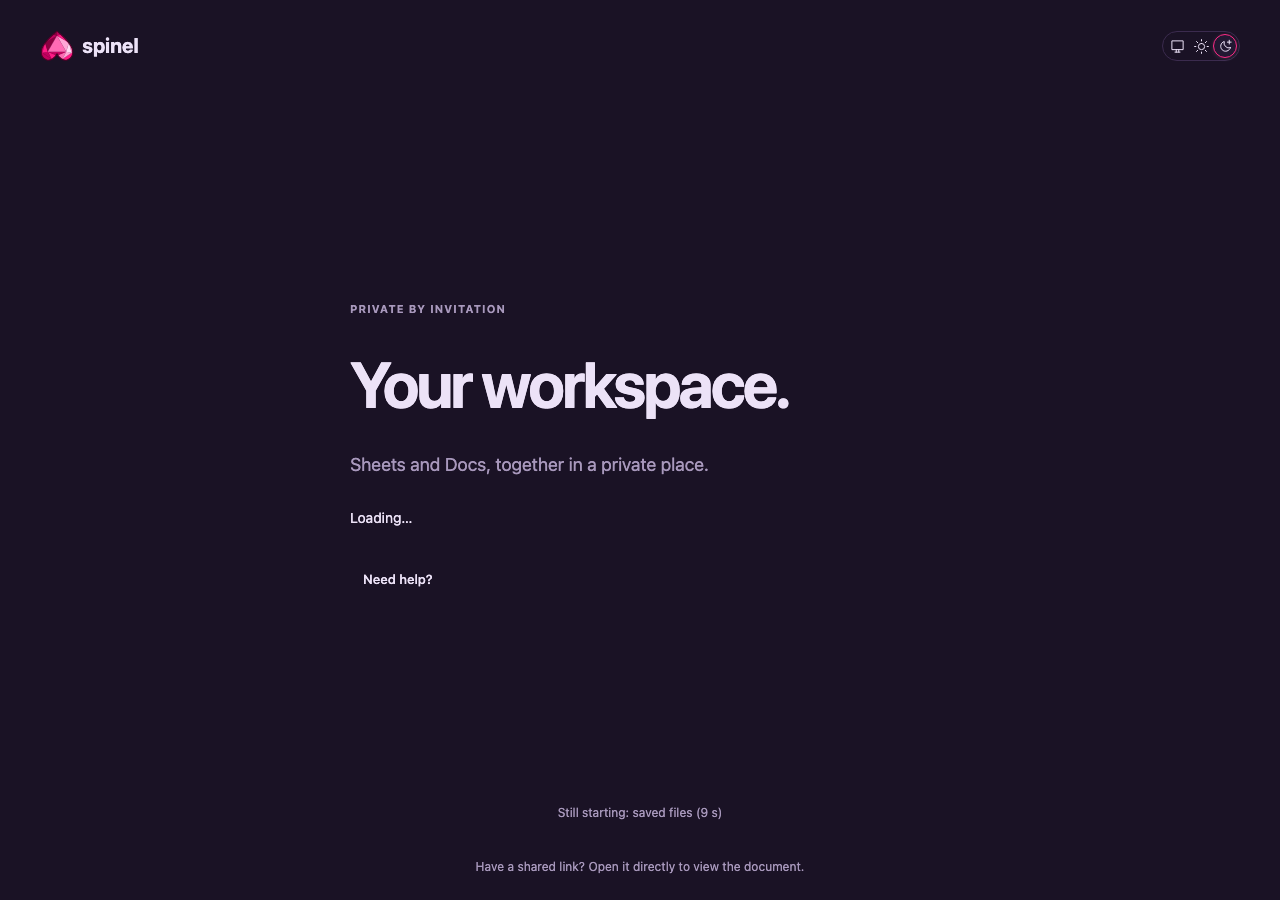 spinel
PRIVATE BY INVITATION
Your workspace.
Sheets and Docs, together in a private place.
Loading...
Need help?
Still starting: saved files (9 s)
Have a shared link? Open it directly to view the document.